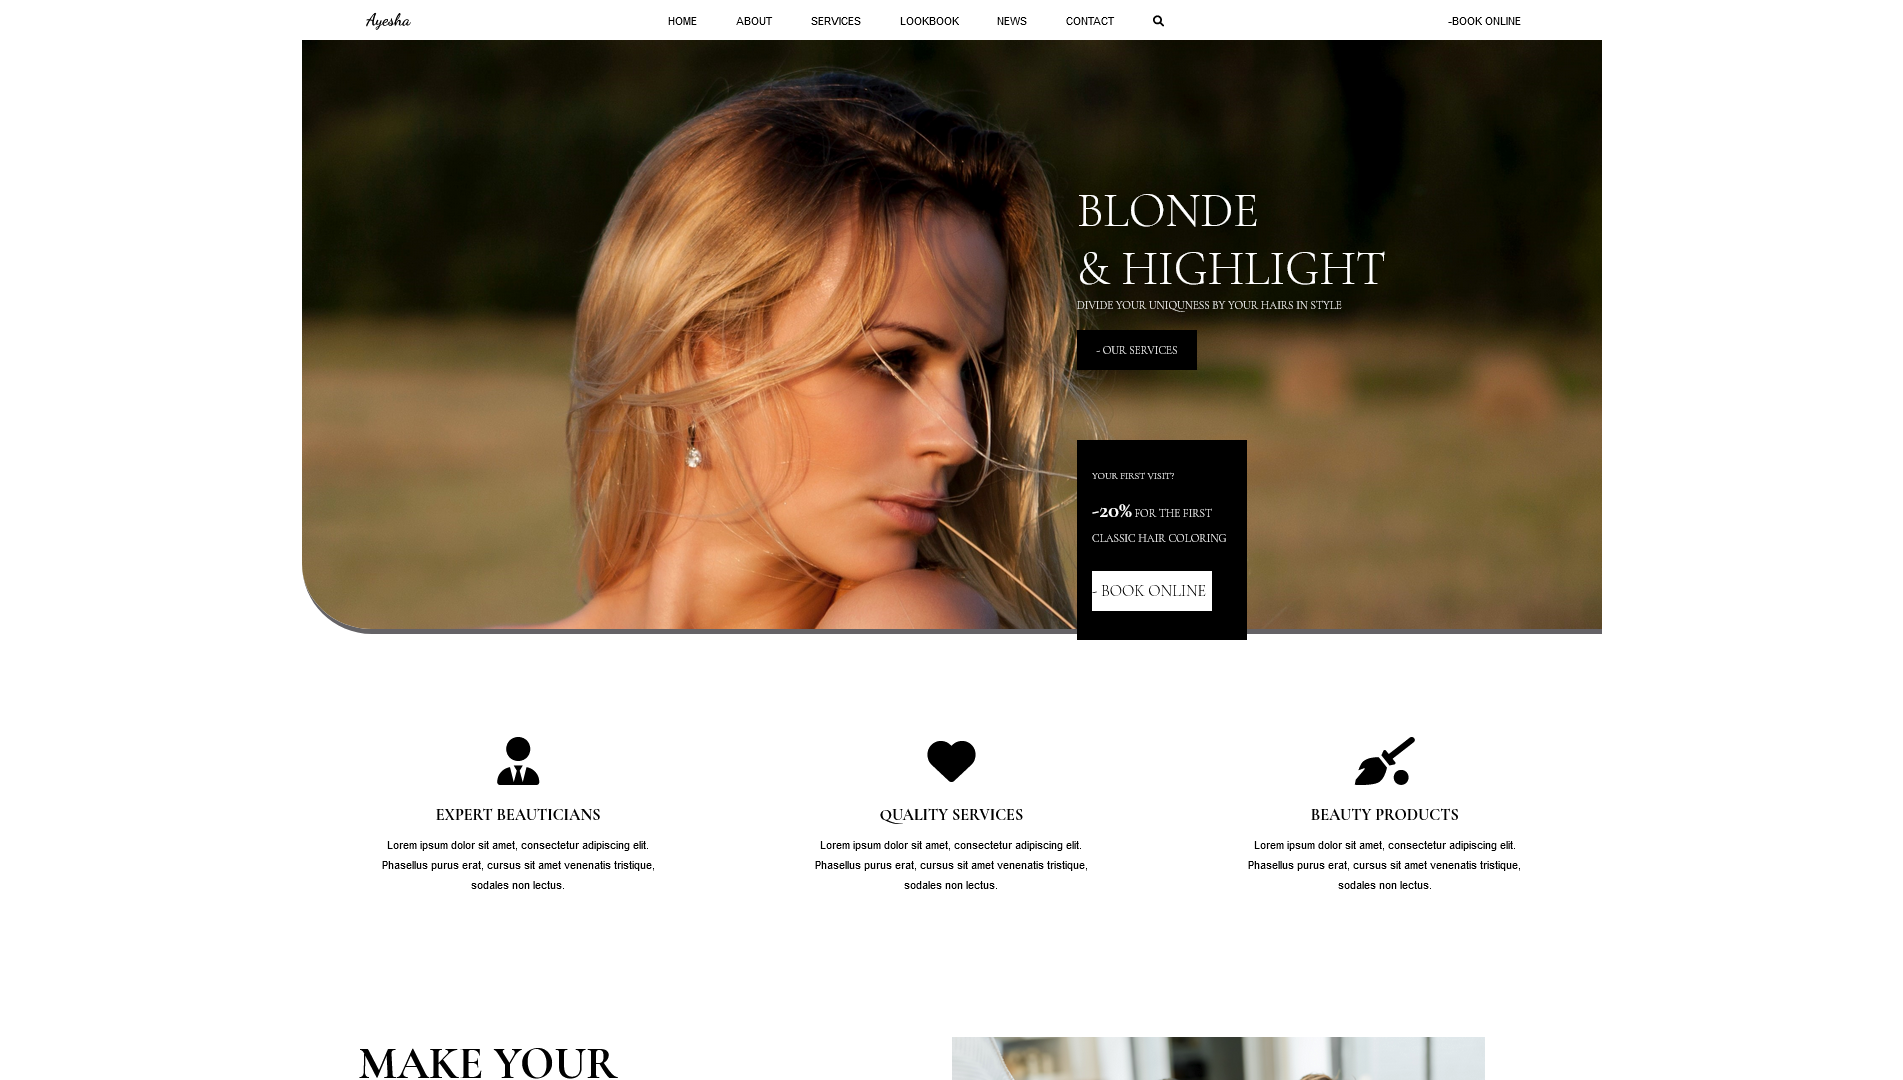 Ayesha
HOME
ABOUT
SERVICES
LOOKBOOK
NEWS
CONTACT
-BOOK ONLINE
BLONDE
& HIGHLIGHT
DIVIDE YOUR UNIQUNESS BY YOUR HAIRS IN STYLE
- OUR SERVICES
YOUR FIRST VISIT?
-20% FOR THE FIRST
CLASSIC HAIR COLORING
- BOOK ONLINE
EXPERT BEAUTICIANS
Lorem ipsum dolor sit amet, consectetur adipiscing elit.
Phasellus purus erat, cursus sit amet venenatis tristique,
sodales non lectus.
QUALITY SERVICES
Lorem ipsum dolor sit amet, consectetur adipiscing elit.
Phasellus purus erat, cursus sit amet venenatis tristique,
sodales non lectus.
BEAUTY PRODUCTS
Lorem ipsum dolor sit amet, consectetur adipiscing elit.
Phasellus purus erat, cursus sit amet venenatis tristique,
sodales non lectus.
MAKE YOUR